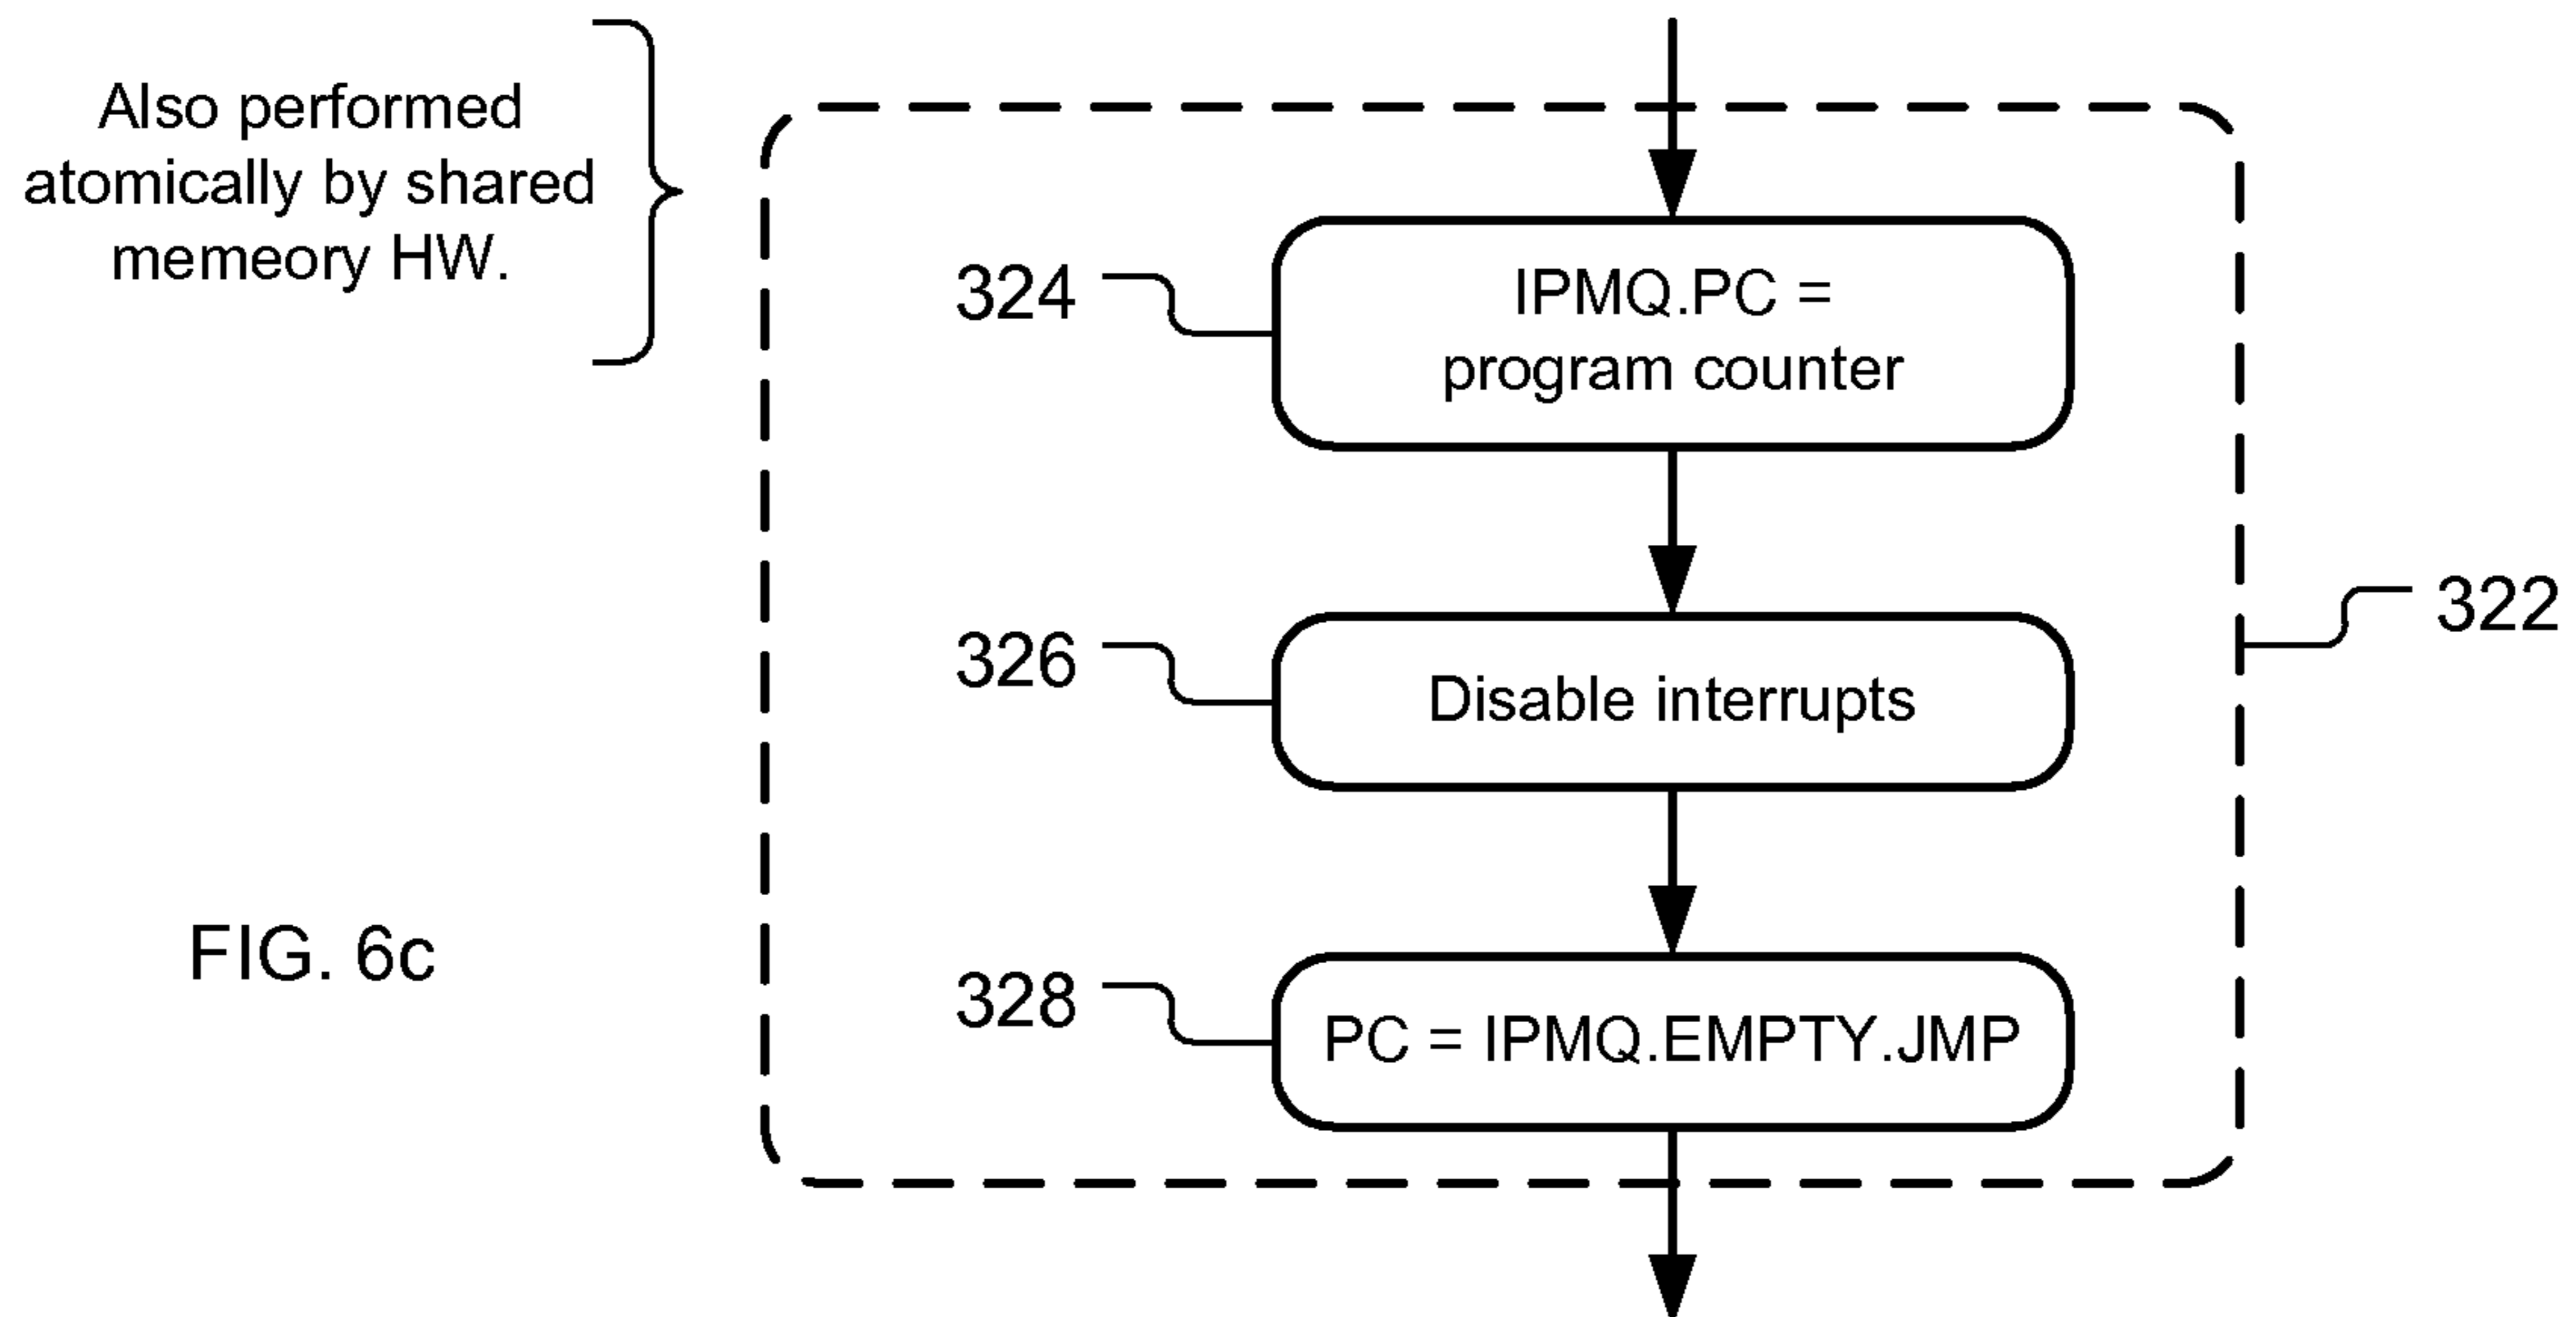 Also performed
atomically by shared
memeory HW.
324
IPMQ.PC =
program counter
326
Disable interrupts
322
328
PC = IPMQ.EMPTY.JMP
FIG. 6c